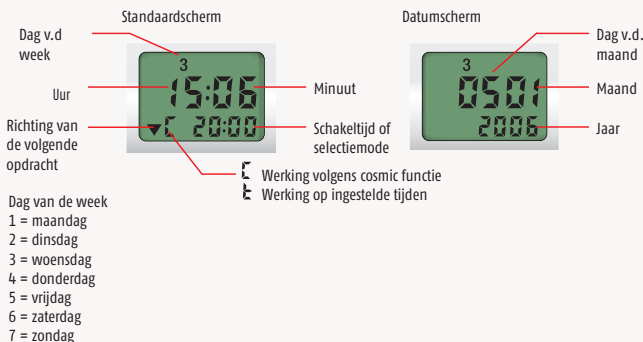 Standaardscherm
Datumscherm
Dag v.d
week
Dag v.d.
maand
3
3
Uur
15:06
Minuut
0501
Maand
Richting van
de volgende
opdracht
▼C 20:00
Schakeltijd of
selectiemode
2006
Jaar
C Werking volgens cosmic functie
t Werking op ingestelde tijden
Dag van de week
1 = maandag
2 = dinsdag
3 = woensdag
4 = donderdag
5 = vrijdag
6 = zaterdag
7 = zondag